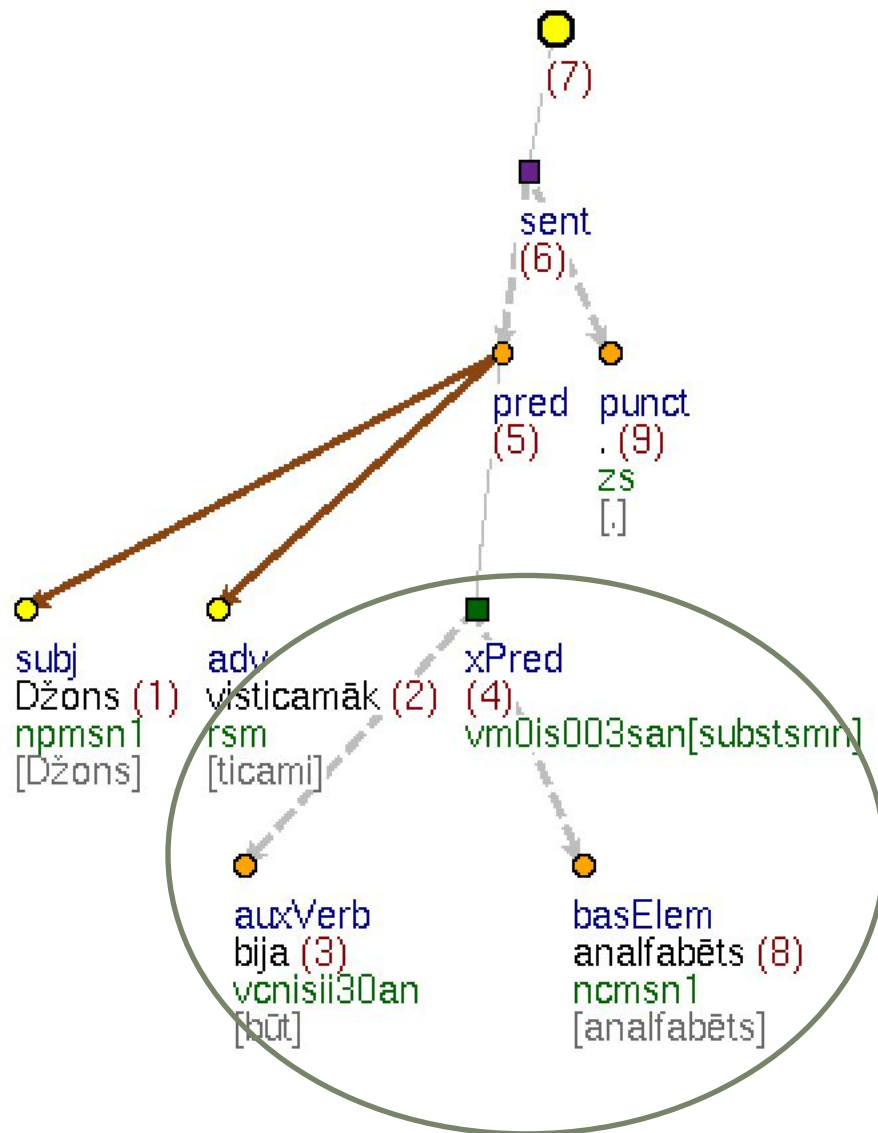 (7)
sent
(6)
pred punct
(5) . (9)
zs
[.]
subj adv xPred
Džons (1) visticamāk (2) (4)
npmsn1 rsm vm0is003san[substsmn]
[Džons] [ticami]
auxVerb basElem
bija (3) analfabēts (8)
vcnisii30an ncmsn1
[būt] [analfabēts]